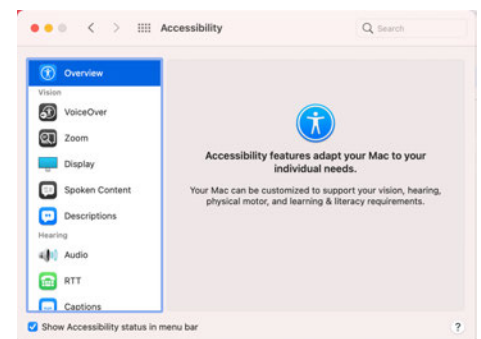 Accessibility
Search
Overview
Vision
VoiceOver
Zoom
Display
Spoken Content
Descriptions
Hearing
Audio
RTT
Captions
Accessibility features adapt your Mac to your
individual needs.
Your Mac can be customized to support your vision, hearing,
physical motor, and learning & literacy requirements.
Show Accessibility status in menu bar
?